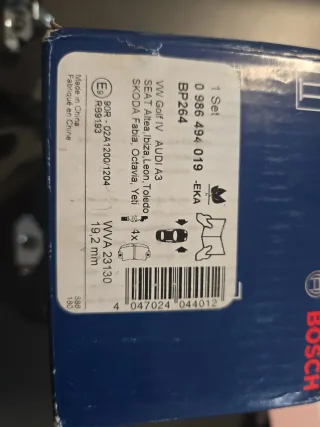 1 Set
0 986 494 019 -EKA
BP264
VW Golf IV AUDI A3
SEAT Altea,Ibiza,Leon,Toledo
SKODA Fabia, Octavia, Yeti
4x
E9 90R - 02A1200/1204
RB9193
WVA 23130
19,2 mm
Made in China
Fabriqué en Chine
4 047024 044012
BOSCH